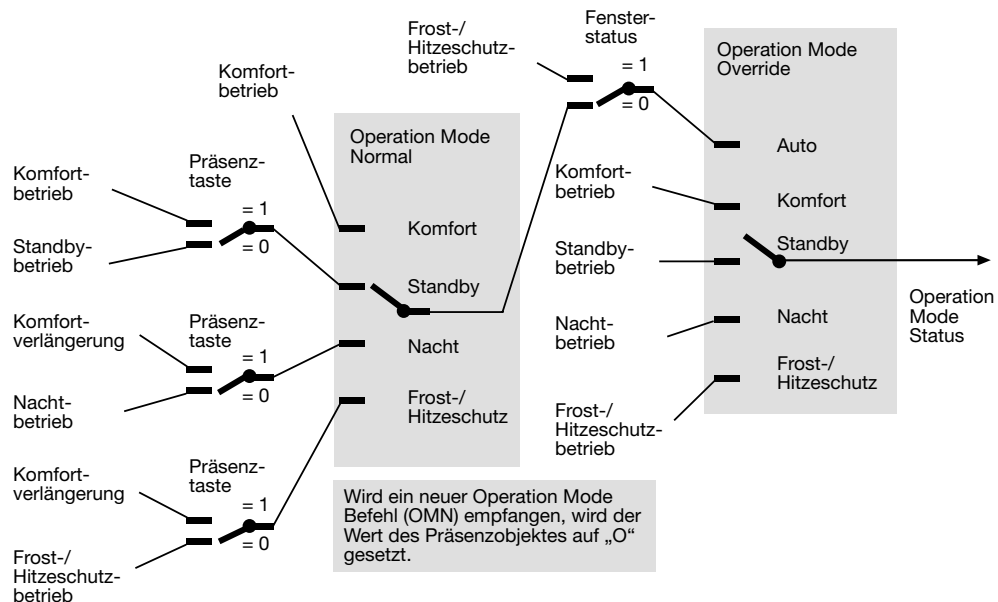 Komfort-
betrieb
Standby-
betrieb
Präsenz-
taste
= 1
= 0
Komfort-
verlängerung
Nacht-
betrieb
Präsenz-
taste
= 1
= 0
Komfort-
verlängerung
Frost-/
Hitzeschutz-
betrieb
Präsenz-
taste
= 1
= 0
Komfort-
betrieb
Operation Mode
Normal
Komfort
Standby
Nacht
Frost-/
Hitzeschutz
Wird ein neuer Operation Mode
Befehl (OMN) empfangen, wird der
Wert des Präsenzobjektes auf „O“
gesetzt.
Frost-/
Hitzeschutz-
betrieb
Fenster-
status
= 1
= 0
Komfort-
betrieb
Standby-
betrieb
Nacht-
betrieb
Frost-/
Hitzeschutz-
betrieb
Operation Mode
Override
Auto
Komfort
Standby
Nacht
Frost-/
Hitzeschutz
Operation
Mode
Status